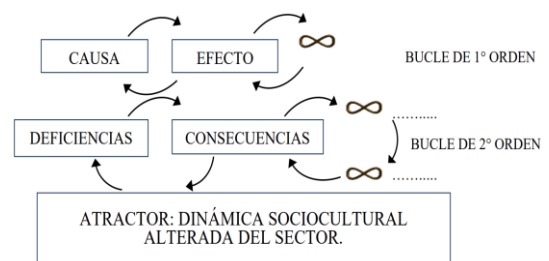 CAUSA
EFECTO
∞
BUCLE DE 1° ORDEN
DEFICIENCIAS
CONSECUENCIAS
∞ ...........
BUCLE DE 2° ORDEN
∞ ...........
ATRACTOR: DINÁMICA SOCIOCULTURAL
ALTERADA DEL SECTOR.